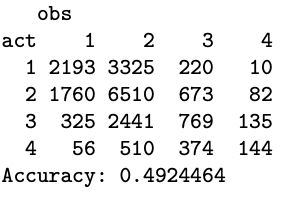 obs
act 1 2 3 4
1 2193 3325 220 10
2 1760 6510 673 82
3 325 2441 769 135
4 56 510 374 144
Accuracy: 0.4924464